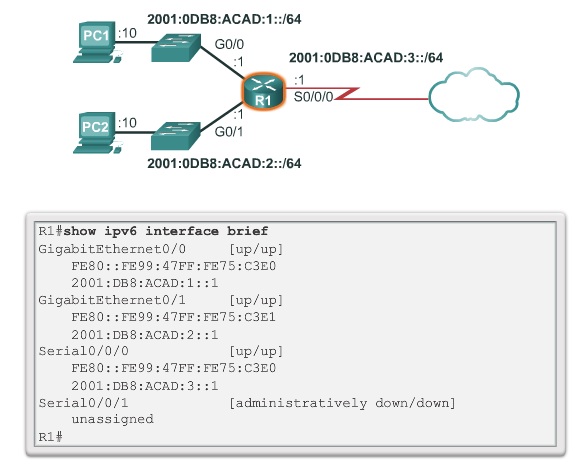 2001:0DB8:ACAD:1::/64
PC1
:10
G0/0
:1
2001:0DB8:ACAD:3::/64
:1
R1
S0/0/0
:1
PC2
:10
G0/1
2001:0DB8:ACAD:2::/64
R1#show ipv6 interface brief
GigabitEthernet0/0 [up/up]
FE80::FE99:47FF:FE75:C3E0
2001:DB8:ACAD:1::1
GigabitEthernet0/1 [up/up]
FE80::FE99:47FF:FE75:C3E1
2001:DB8:ACAD:2::1
Serial0/0/0 [up/up]
FE80::FE99:47FF:FE75:C3E0
2001:DB8:ACAD:3::1
Serial0/0/1 [administratively down/down]
unassigned
R1#